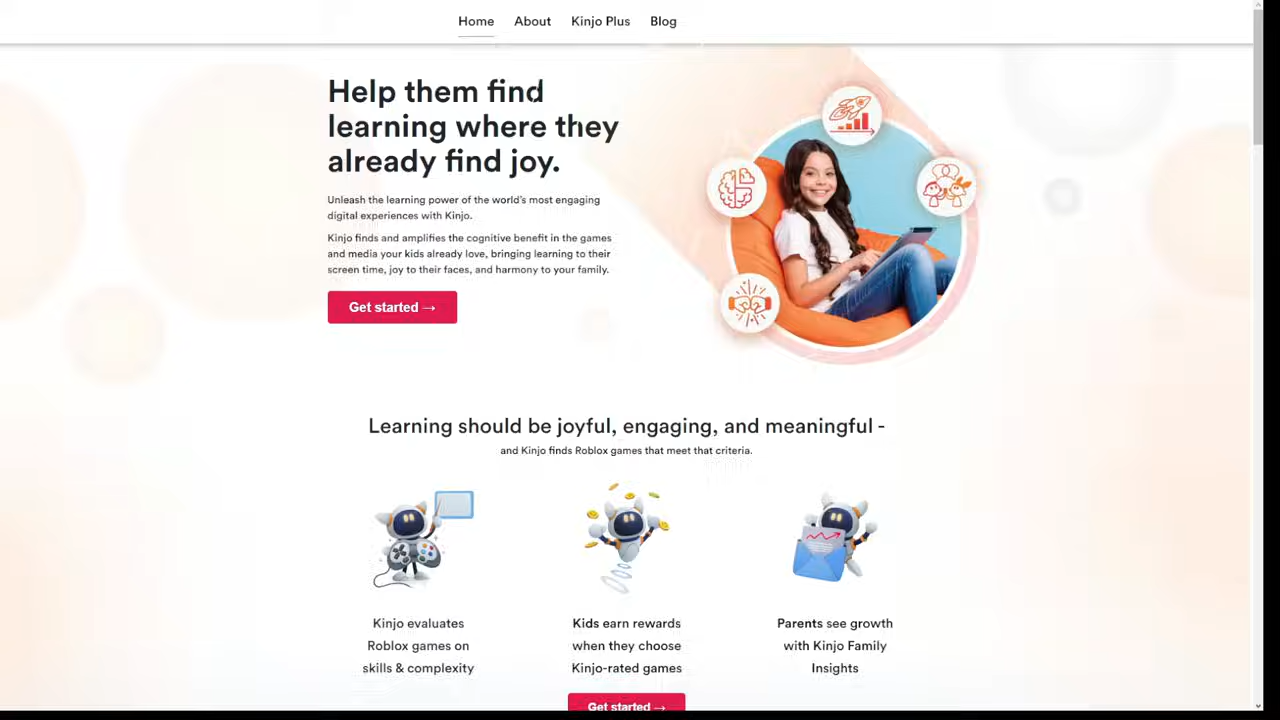 Home About Kinjo Plus Blog
Help them find
learning where they
already find joy.
Unleash the learning power of the world's most engaging
digital experiences with Kinjo.
Kinjo finds and amplifies the cognitive benefit in the games
and media your kids already love, bringing learning to their
screen time, joy to their faces, and harmony to your family.
Get started →
Learning should be joyful, engaging, and meaningful -
and Kinjo finds Roblox games that meet that criteria.
Kinjo evaluates
Roblox games on
skills & complexity
Kids earn rewards
when they choose
Kinjo-rated games
Parents see growth
with Kinjo Family
Insights
Get started →